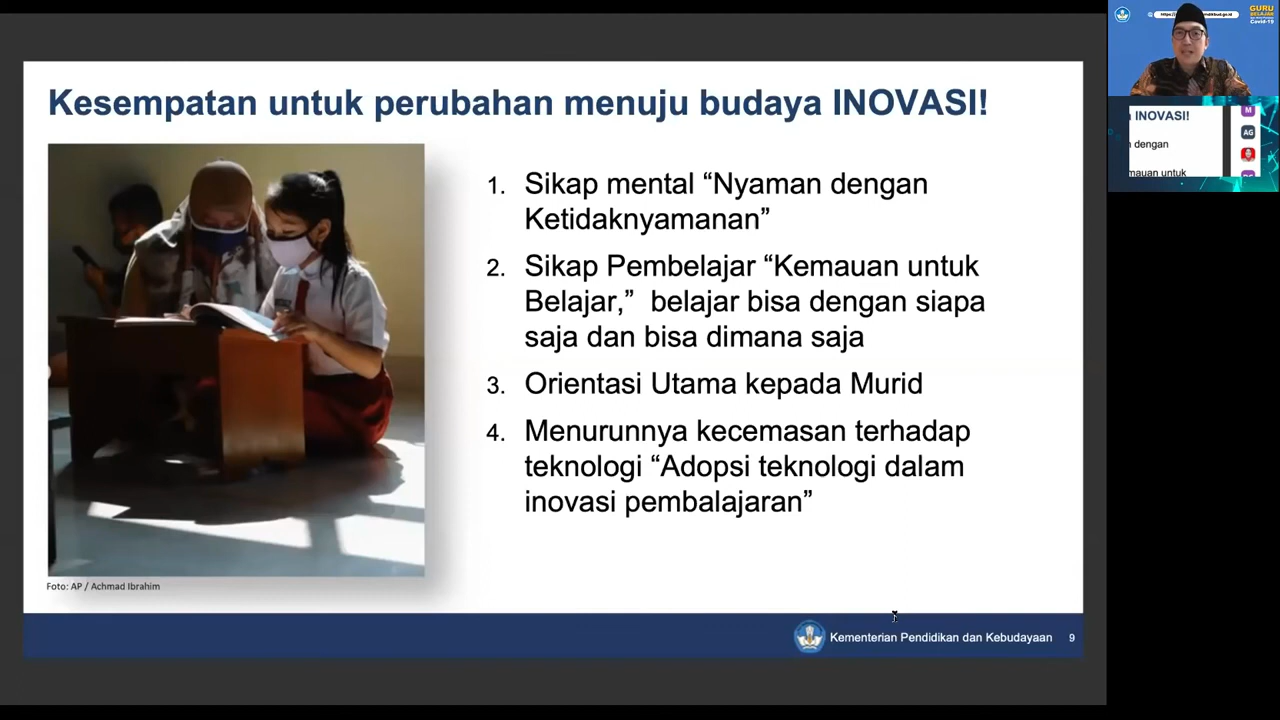 Kesempatan untuk perubahan menuju budaya INOVASI!
1. Sikap mental “Nyaman dengan
Ketidaknyamanan”
2. Sikap Pembelajar “Kemauan untuk
Belajar,” belajar bisa dengan siapa
saja dan bisa dimana saja
3. Orientasi Utama kepada Murid
4. Menurunnya kecemasan terhadap
teknologi “Adopsi teknologi dalam
inovasi pembalajaran”
Foto: AP / Achmad Ibrahim
Kementerian Pendidikan dan Kebudayaan 9
GURU
BELAJAR
Covid-19
INOVASI!
dengan
mauan untuk
M
AG